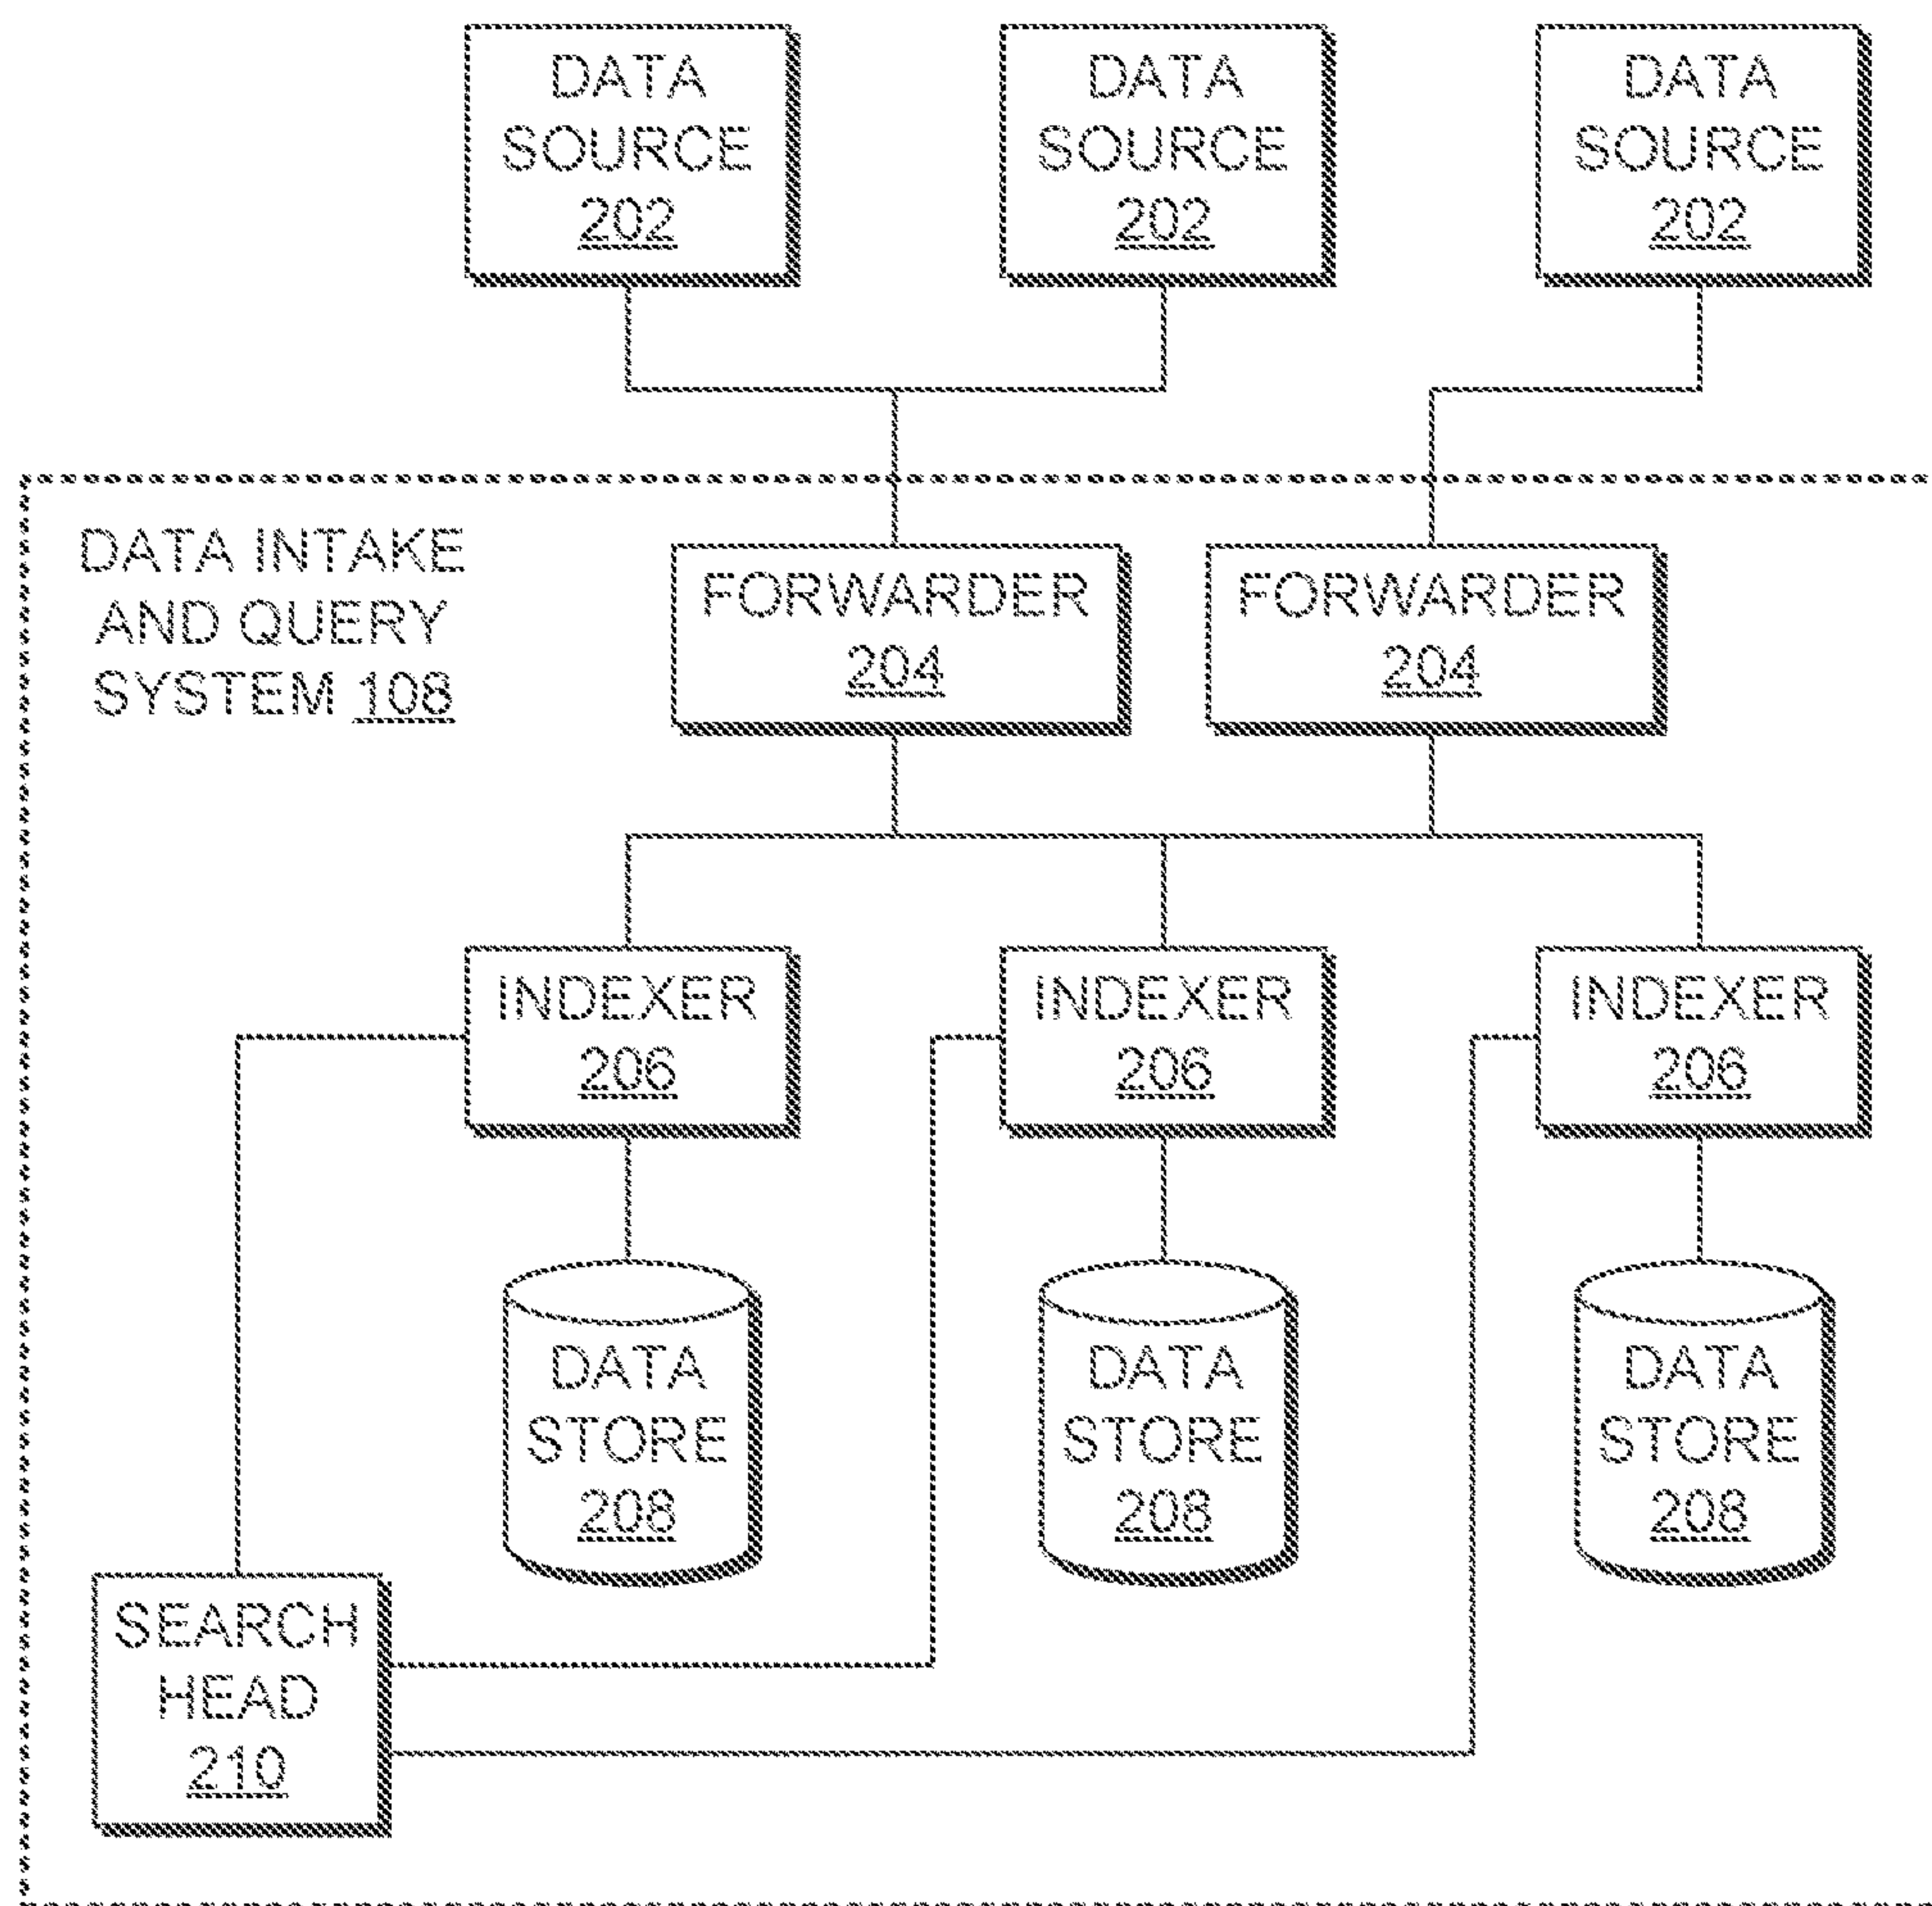 DATA
SOURCE
202
DATA
SOURCE
202
DATA
SOURCE
202
DATA INTAKE
AND QUERY
SYSTEM 108
FORWARDER
204
FORWARDER
204
INDEXER
206
INDEXER
206
INDEXER
206
DATA
STORE
208
DATA
STORE
208
DATA
STORE
208
SEARCH
HEAD
210